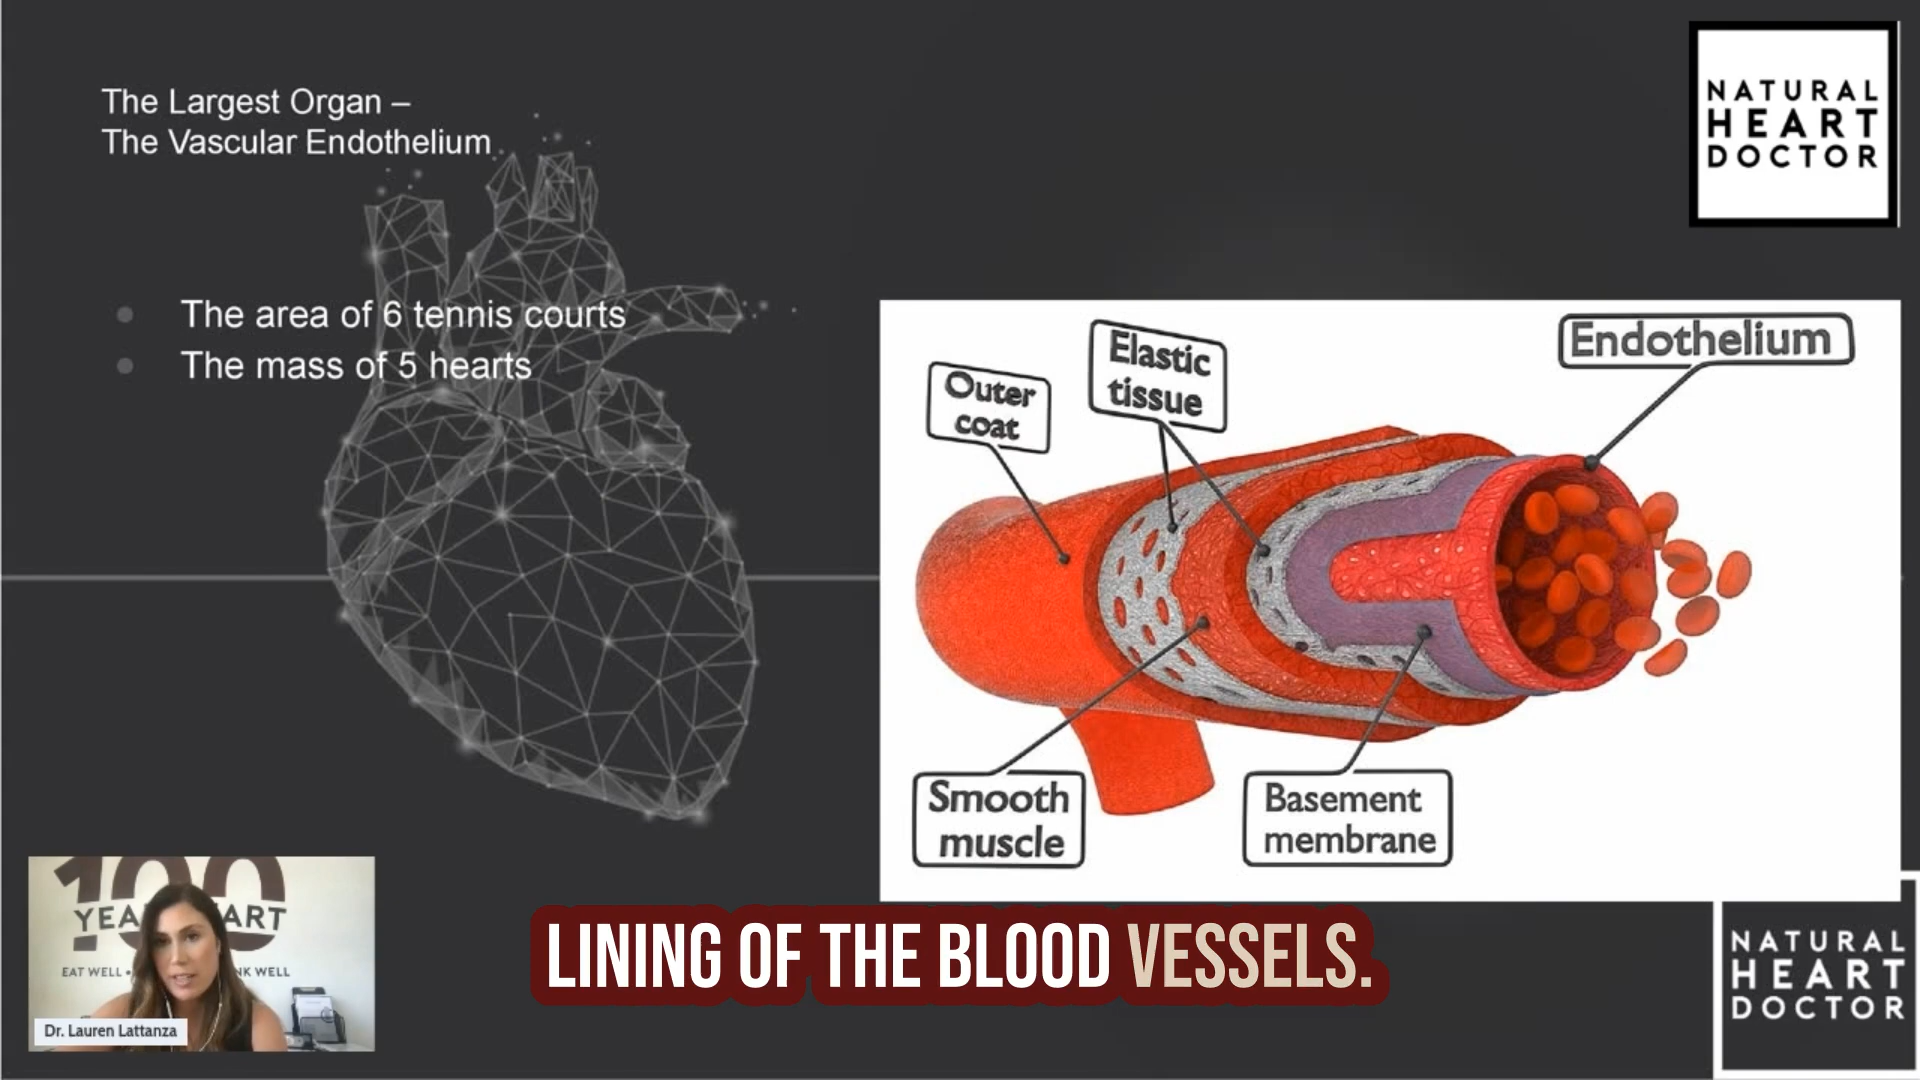 The Largest Organ –
The Vascular Endothelium
NATURAL
HEART
DOCTOR
The area of 6 tennis courts
The mass of 5 hearts
Endothelium
Elastic
tissue
Outer
coat
Smooth
muscle
Basement
membrane
100
YEA ART
EAT WELL • NK WELL
Dr. Lauren Lattanza
LINING OF THE BLOOD VESSELS.
NATURAL
HEART
DOCTOR